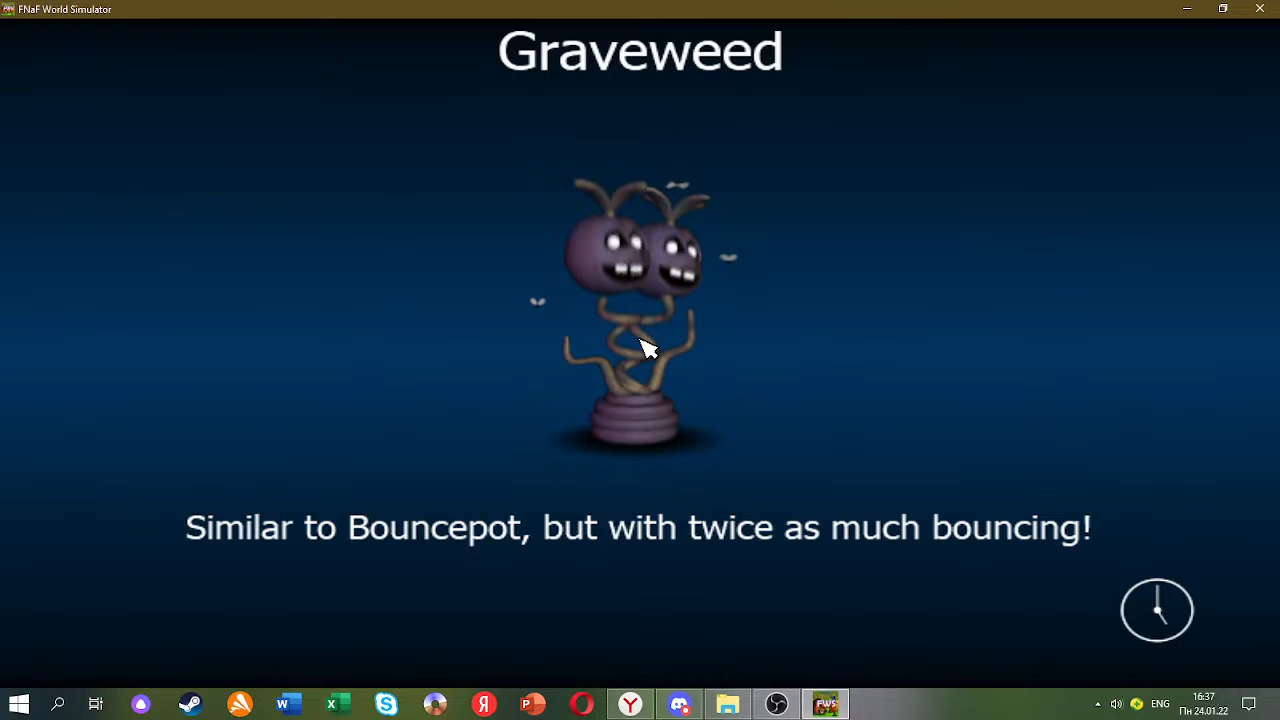 FNaF World Simulator
Graveweed
Similar to Bouncepot, but with twice as much bouncing!
16:37
ENG
Пн 24.01.22